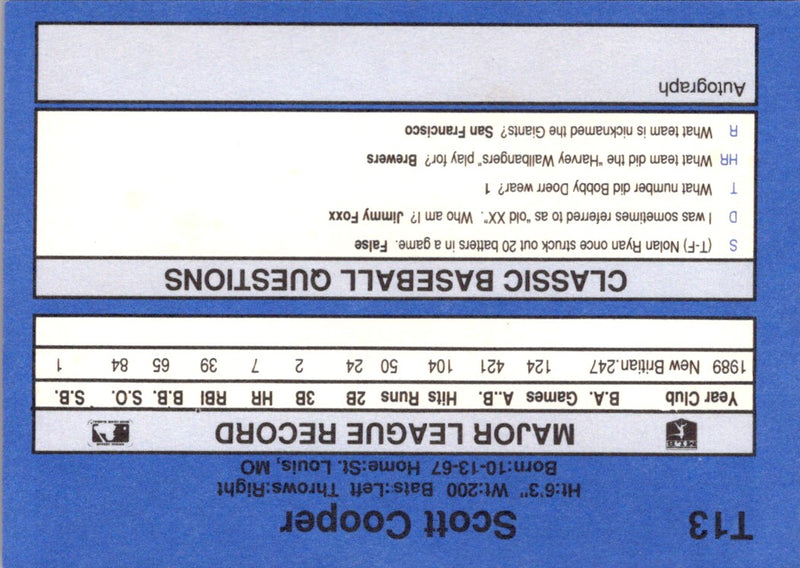 T13 Scott Cooper
Ht:6'3" Wt:200 Bats:Left Throws:Right
Born:10-13-67 Home:St. Louis, MO
MAJOR LEAGUE RECORD
Year Club B.A. Games A..B. Hits Runs 2B 3B HR RBI B.B. S.O. S.B.
1989 New Britian.247 124 421 104 50 24 2 7 39 65 84 1
CLASSIC BASEBALL QUESTIONS
S (T-F) Nolan Ryan once struck out 20 batters in a game. False
D I was sometimes referred to as "old "XX". Who am I? Jimmy Foxx
T What number did Bobby Doerr wear? 1
HR What team did the "Harvey" Wallbangers" play for? Brewers
R What team is nicknamed the Giants? San Francisco
Autograph